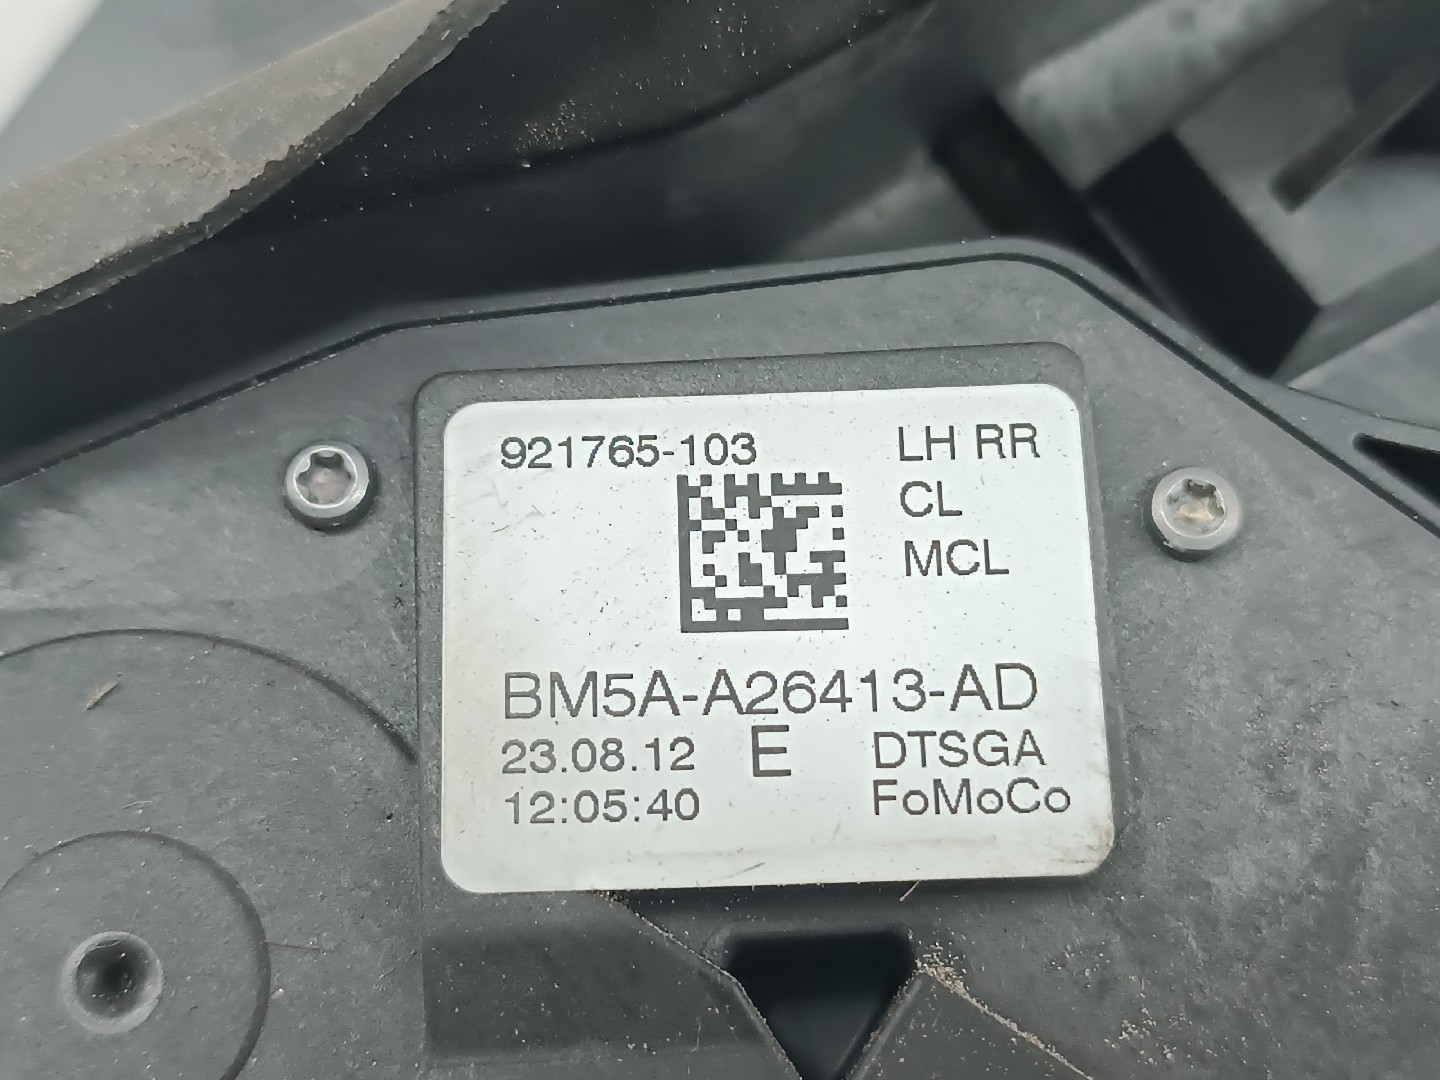 921765-103 LH RR
CL
MCL
BM5A-A26413-AD
23.08.12 E DTSGA
12:05:40 FoMoCo